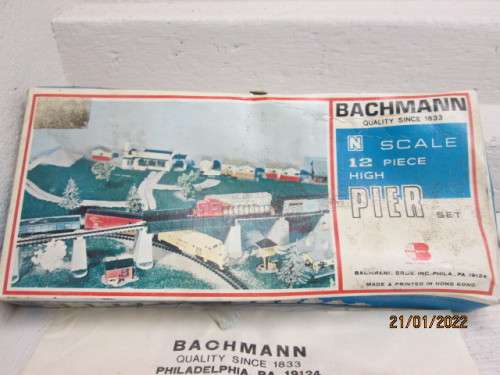 BACHMANN
QUALITY SINCE 1833
N SCALE
12 PIECE
HIGH
PIER SET
B
BACHMANN BROS. INC. PHILA., PA 19124
MADE & PRINTED IN HONG KONG
BACHMANN
QUALITY SINCE 1833
PHILADELPHIA, PA. 19124
21/01/2022